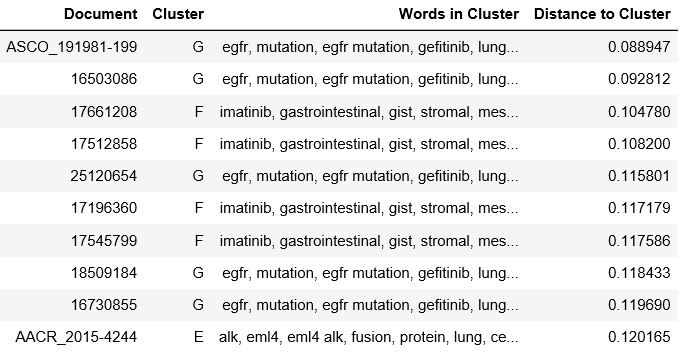 Document Cluster Words in Cluster Distance to Cluster
ASCO_191981-199 G egfr, mutation, egfr mutation, gefitinib, lung... 0.088947
16503086 G egfr, mutation, egfr mutation, gefitinib, lung... 0.092812
17661208 F imatinib, gastrointestinal, gist, stromal, mes... 0.104780
17512858 F imatinib, gastrointestinal, gist, stromal, mes... 0.108200
25120654 G egfr, mutation, egfr mutation, gefitinib, lung... 0.115801
17196360 F imatinib, gastrointestinal, gist, stromal, mes... 0.117179
17545799 F imatinib, gastrointestinal, gist, stromal, mes... 0.117586
18509184 G egfr, mutation, egfr mutation, gefitinib, lung... 0.118433
16730855 G egfr, mutation, egfr mutation, gefitinib, lung... 0.119690
AACR_2015-4244 E alk, eml4, eml4 alk, fusion, protein, lung, ce... 0.120165